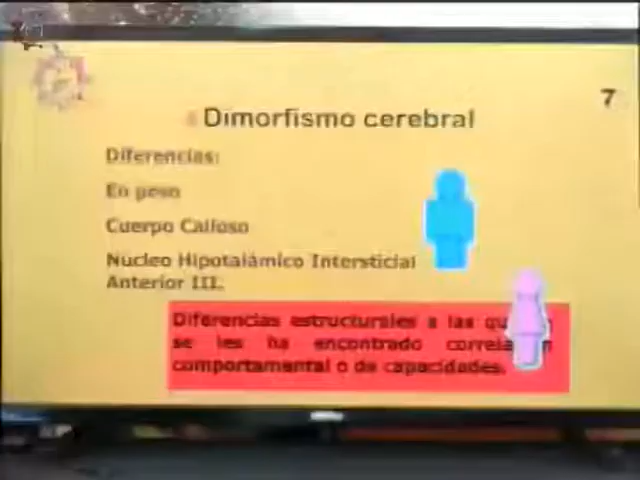 7
Dimorfismo cerebral
Diferencias:
En peso
Cuerpo Calloso
Núcleo Hipotalámico Intersticial
Anterior III.
Diferencias estructurales a las
se les ha encontrado
comportamental o de capacidades.